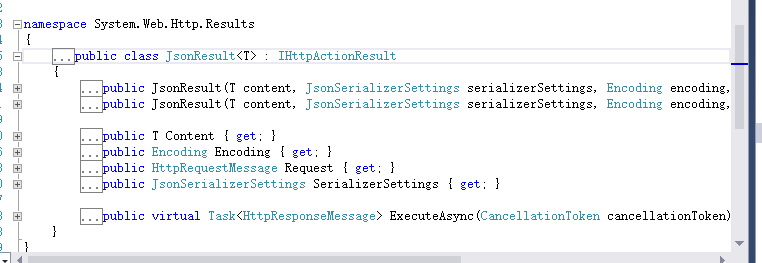 namespace System.Web.Http.Results
{
...public class JsonResult<T> : IHttpActionResult
{
...public JsonResult(T content, JsonSerializerSettings serializerSettings, Encoding encoding,
...public JsonResult(T content, JsonSerializerSettings serializerSettings, Encoding encoding,
...public T Content { get; }
...public Encoding Encoding { get; }
...public HttpRequestMessage Request { get; }
...public JsonSerializerSettings SerializerSettings { get; }
...public virtual Task<HttpResponseMessage> ExecuteAsync(CancellationToken cancellationToken)
}
}